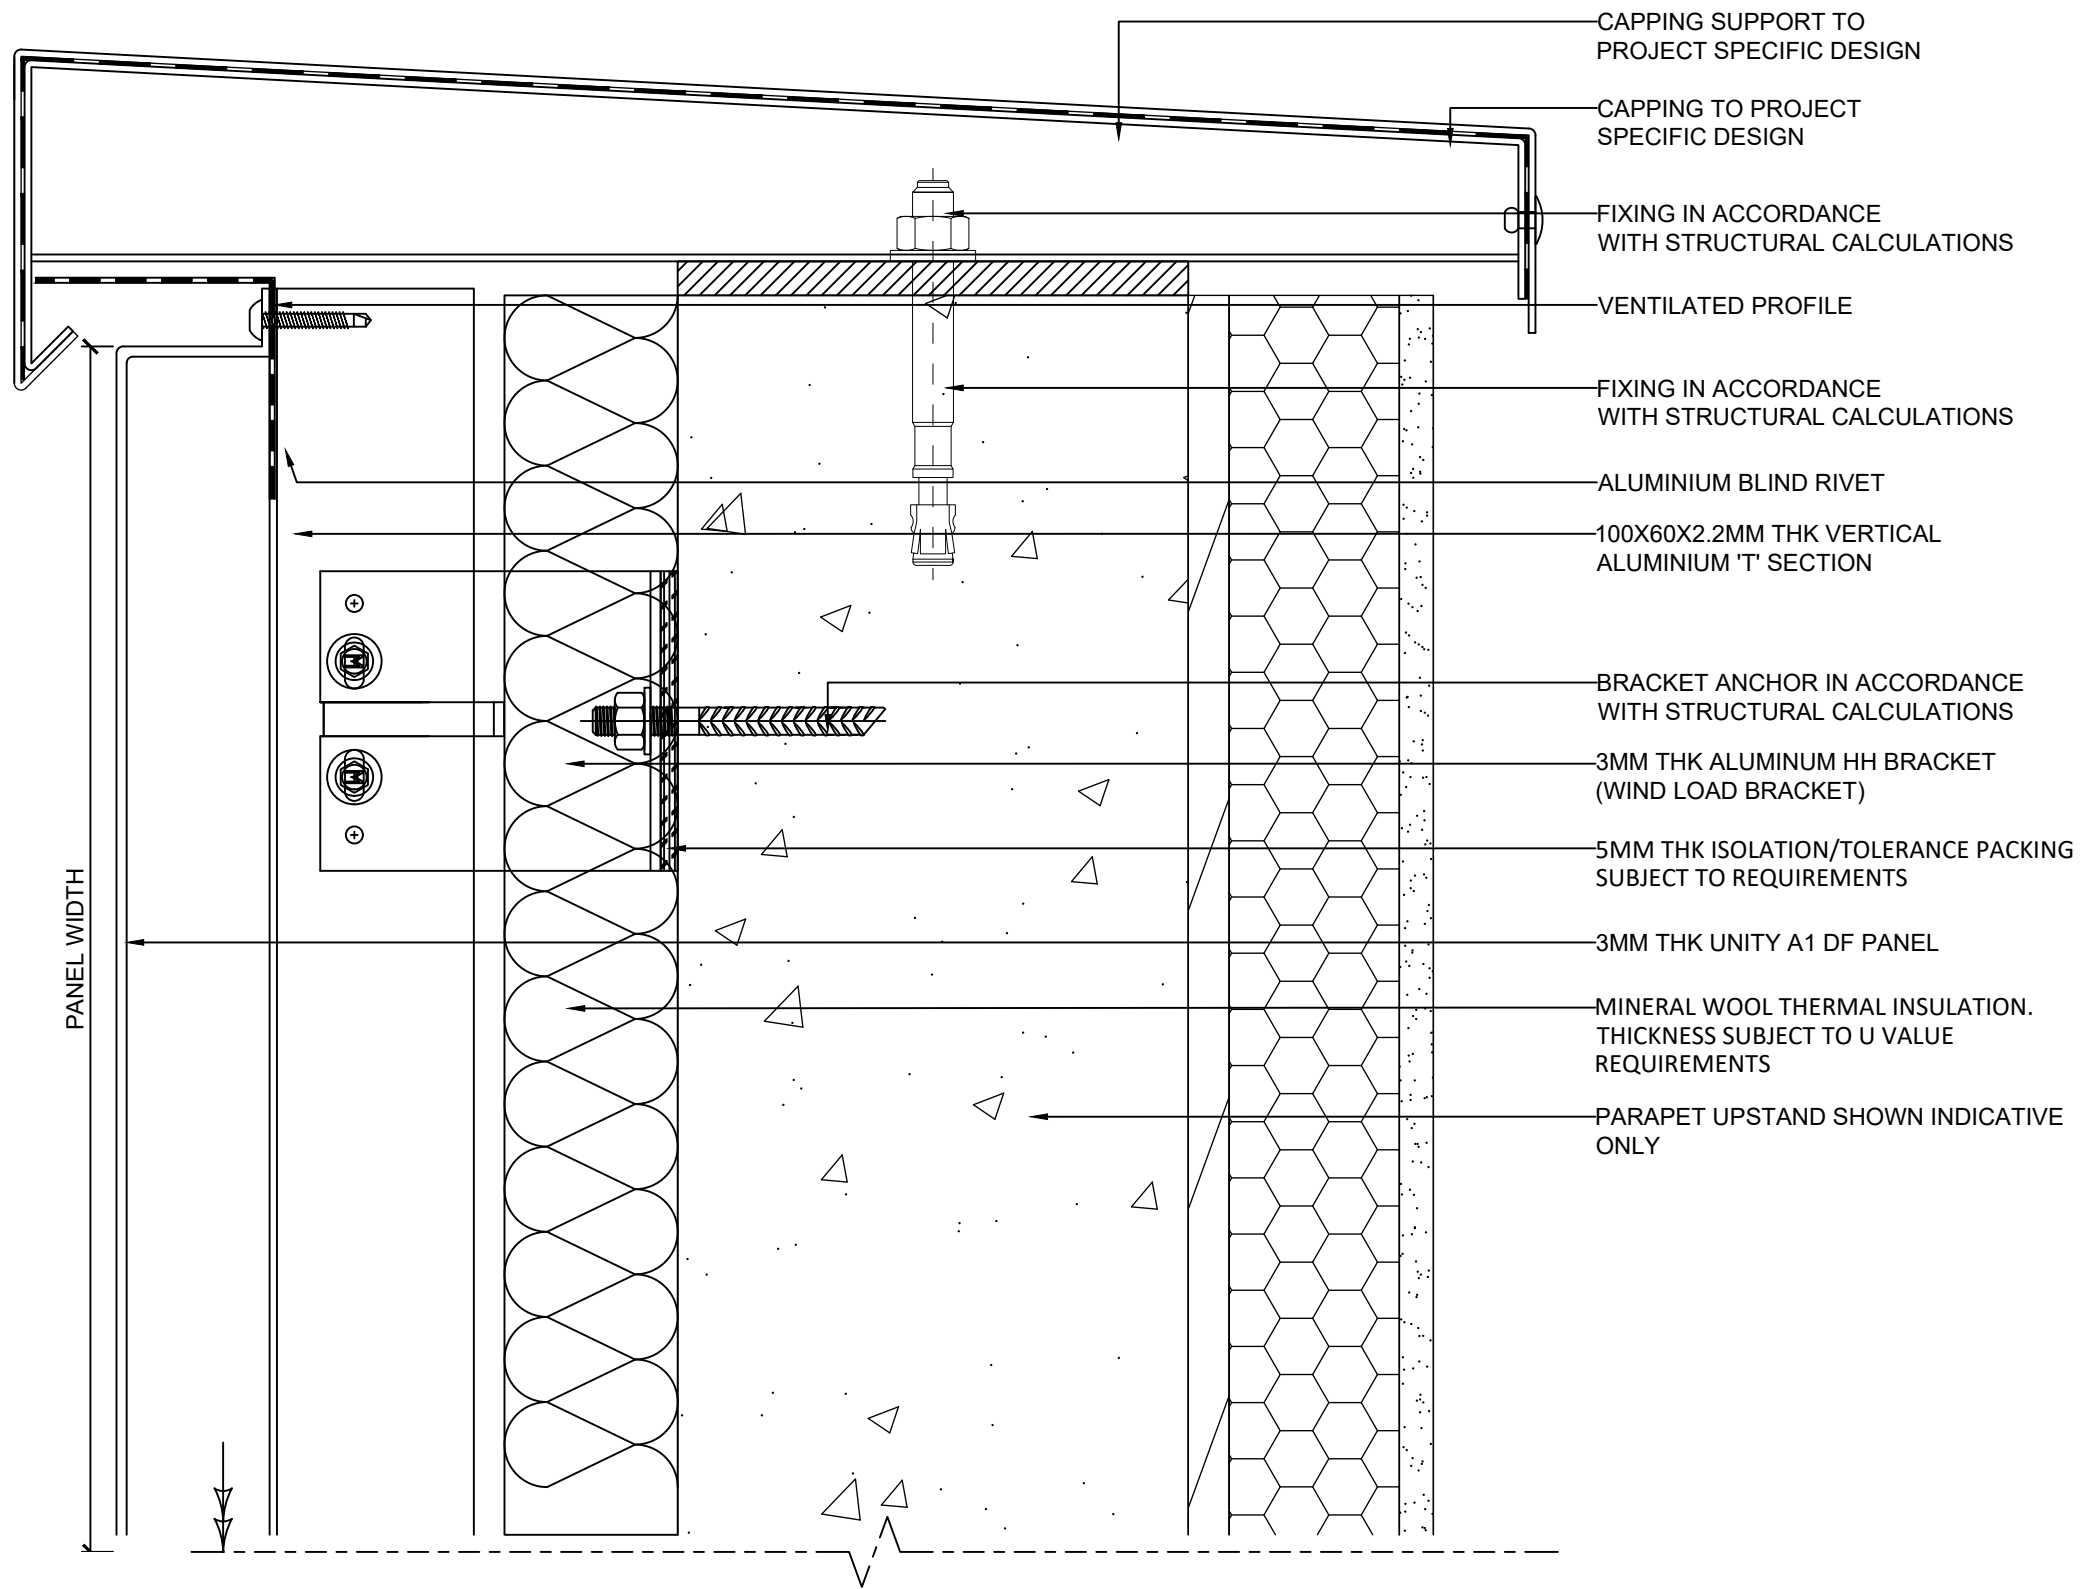 CAPPING SUPPORT TO
PROJECT SPECIFIC DESIGN
CAPPING TO PROJECT
SPECIFIC DESIGN
FIXING IN ACCORDANCE
WITH STRUCTURAL CALCULATIONS
VENTILATED PROFILE
FIXING IN ACCORDANCE
WITH STRUCTURAL CALCULATIONS
ALUMINIUM BLIND RIVET
100X60X2.2MM THK VERTICAL
ALUMINIUM 'T' SECTION
BRACKET ANCHOR IN ACCORDANCE
WITH STRUCTURAL CALCULATIONS
3MM THK ALUMINUM HH BRACKET
(WIND LOAD BRACKET)
5MM THK ISOLATION/TOLERANCE PACKING
SUBJECT TO REQUIREMENTS
3MM THK UNITY A1 DF PANEL
MINERAL WOOL THERMAL INSULATION.
THICKNESS SUBJECT TO U VALUE
REQUIREMENTS
PARAPET UPSTAND SHOWN INDICATIVE
ONLY
PANEL WIDTH